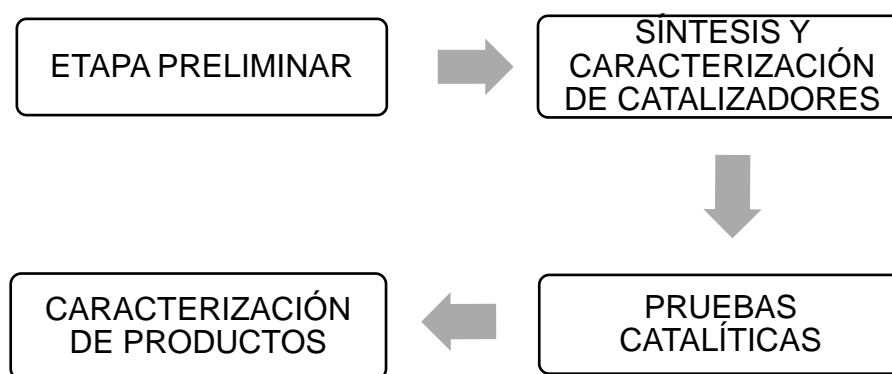 ETAPA PRELIMINAR
SÍNTESIS Y
CARACTERIZACIÓN
DE CATALIZADORES
PRUEBAS
CATALÍTICAS
CARACTERIZACIÓN
DE PRODUCTOS